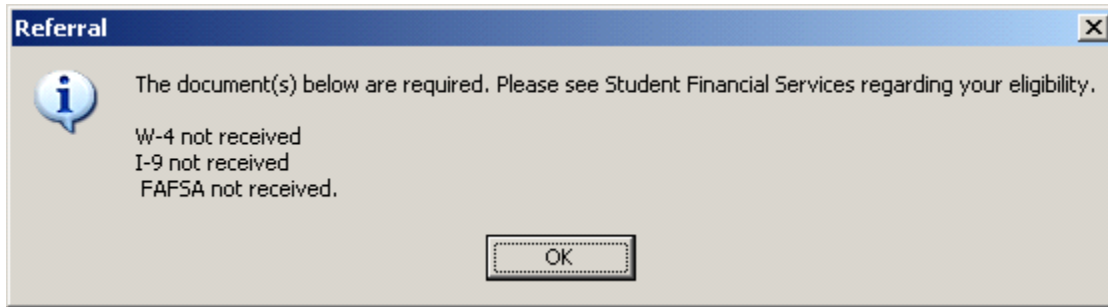 Referral
The document(s) below are required. Please see Student Financial Services regarding your eligibility.
W-4 not received
I-9 not received
FAFSA not received.
OK